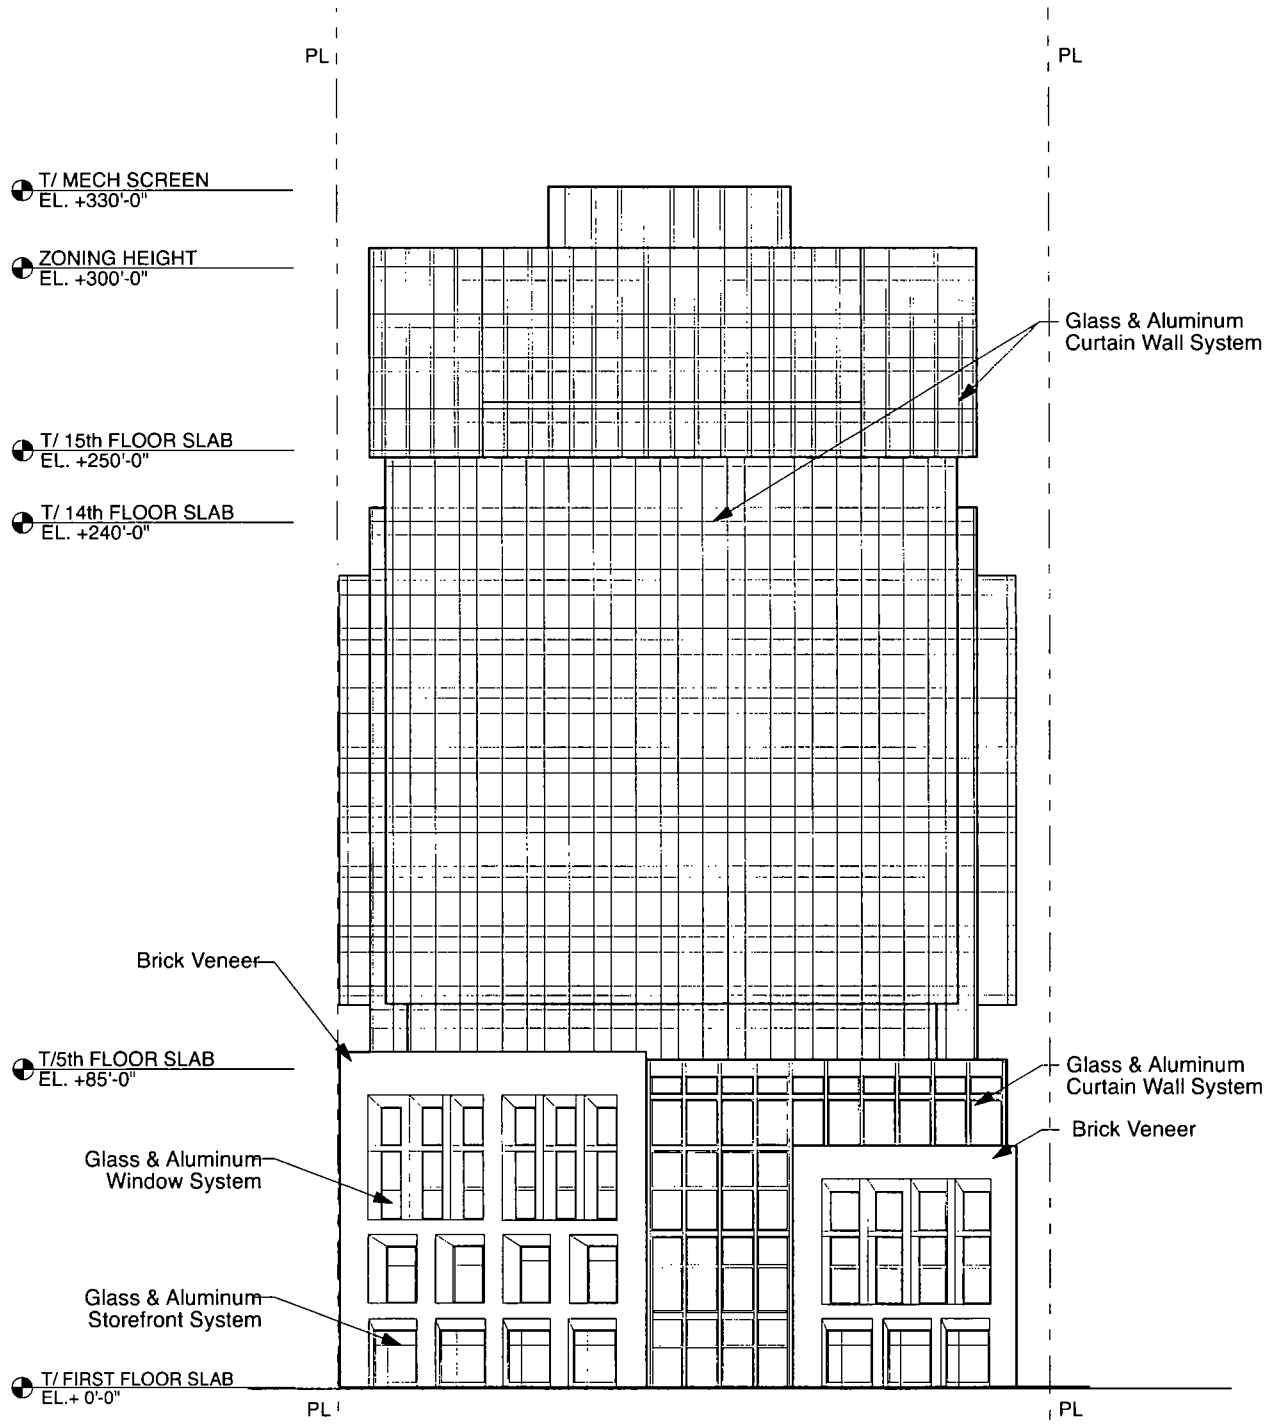 PL
PL
T/ MECH SCREEN
EL. +330'-0"
ZONING HEIGHT
EL. +300'-0"
Glass & Aluminum
Curtain Wall System
T/ 15th FLOOR SLAB
EL. +250'-0"
T/ 14th FLOOR SLAB
EL. +240'-0"
Brick Veneer
T/5th FLOOR SLAB
EL. +85'-0"
Glass & Aluminum
Curtain Wall System
Brick Veneer
Glass & Aluminum
Window System
Glass & Aluminum
Storefront System
T/ FIRST FLOOR SLAB
EL.+ 0'-0"
PL
PL